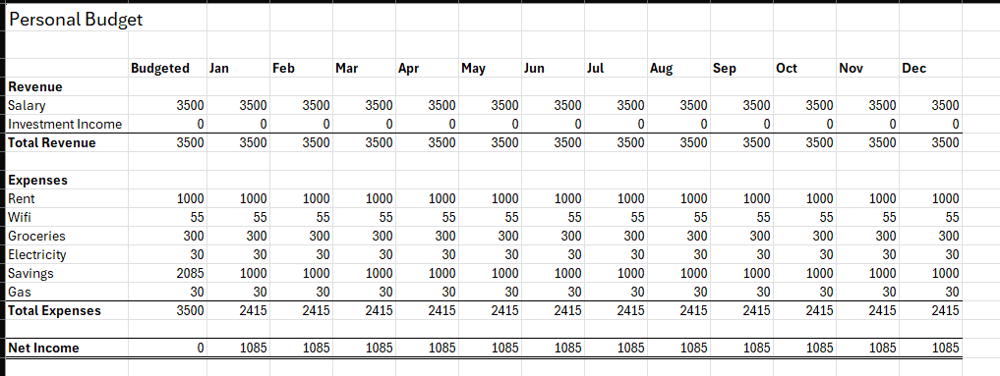 Personal Budget
Budgeted Jan Feb Mar Apr May Jun Jul Aug Sep Oct Nov Dec
Revenue
Salary 3500 3500 3500 3500 3500 3500 3500 3500 3500 3500 3500 3500 3500
Investment Income 0 0 0 0 0 0 0 0 0 0 0 0 0
Total Revenue 3500 3500 3500 3500 3500 3500 3500 3500 3500 3500 3500 3500 3500
Expenses
Rent 1000 1000 1000 1000 1000 1000 1000 1000 1000 1000 1000 1000 1000
Wifi 55 55 55 55 55 55 55 55 55 55 55 55 55
Groceries 300 300 300 300 300 300 300 300 300 300 300 300 300
Electricity 30 30 30 30 30 30 30 30 30 30 30 30 30
Savings 2085 1000 1000 1000 1000 1000 1000 1000 1000 1000 1000 1000 1000
Gas 30 30 30 30 30 30 30 30 30 30 30 30 30
Total Expenses 3500 2415 2415 2415 2415 2415 2415 2415 2415 2415 2415 2415 2415
Net Income 0 1085 1085 1085 1085 1085 1085 1085 1085 1085 1085 1085 1085